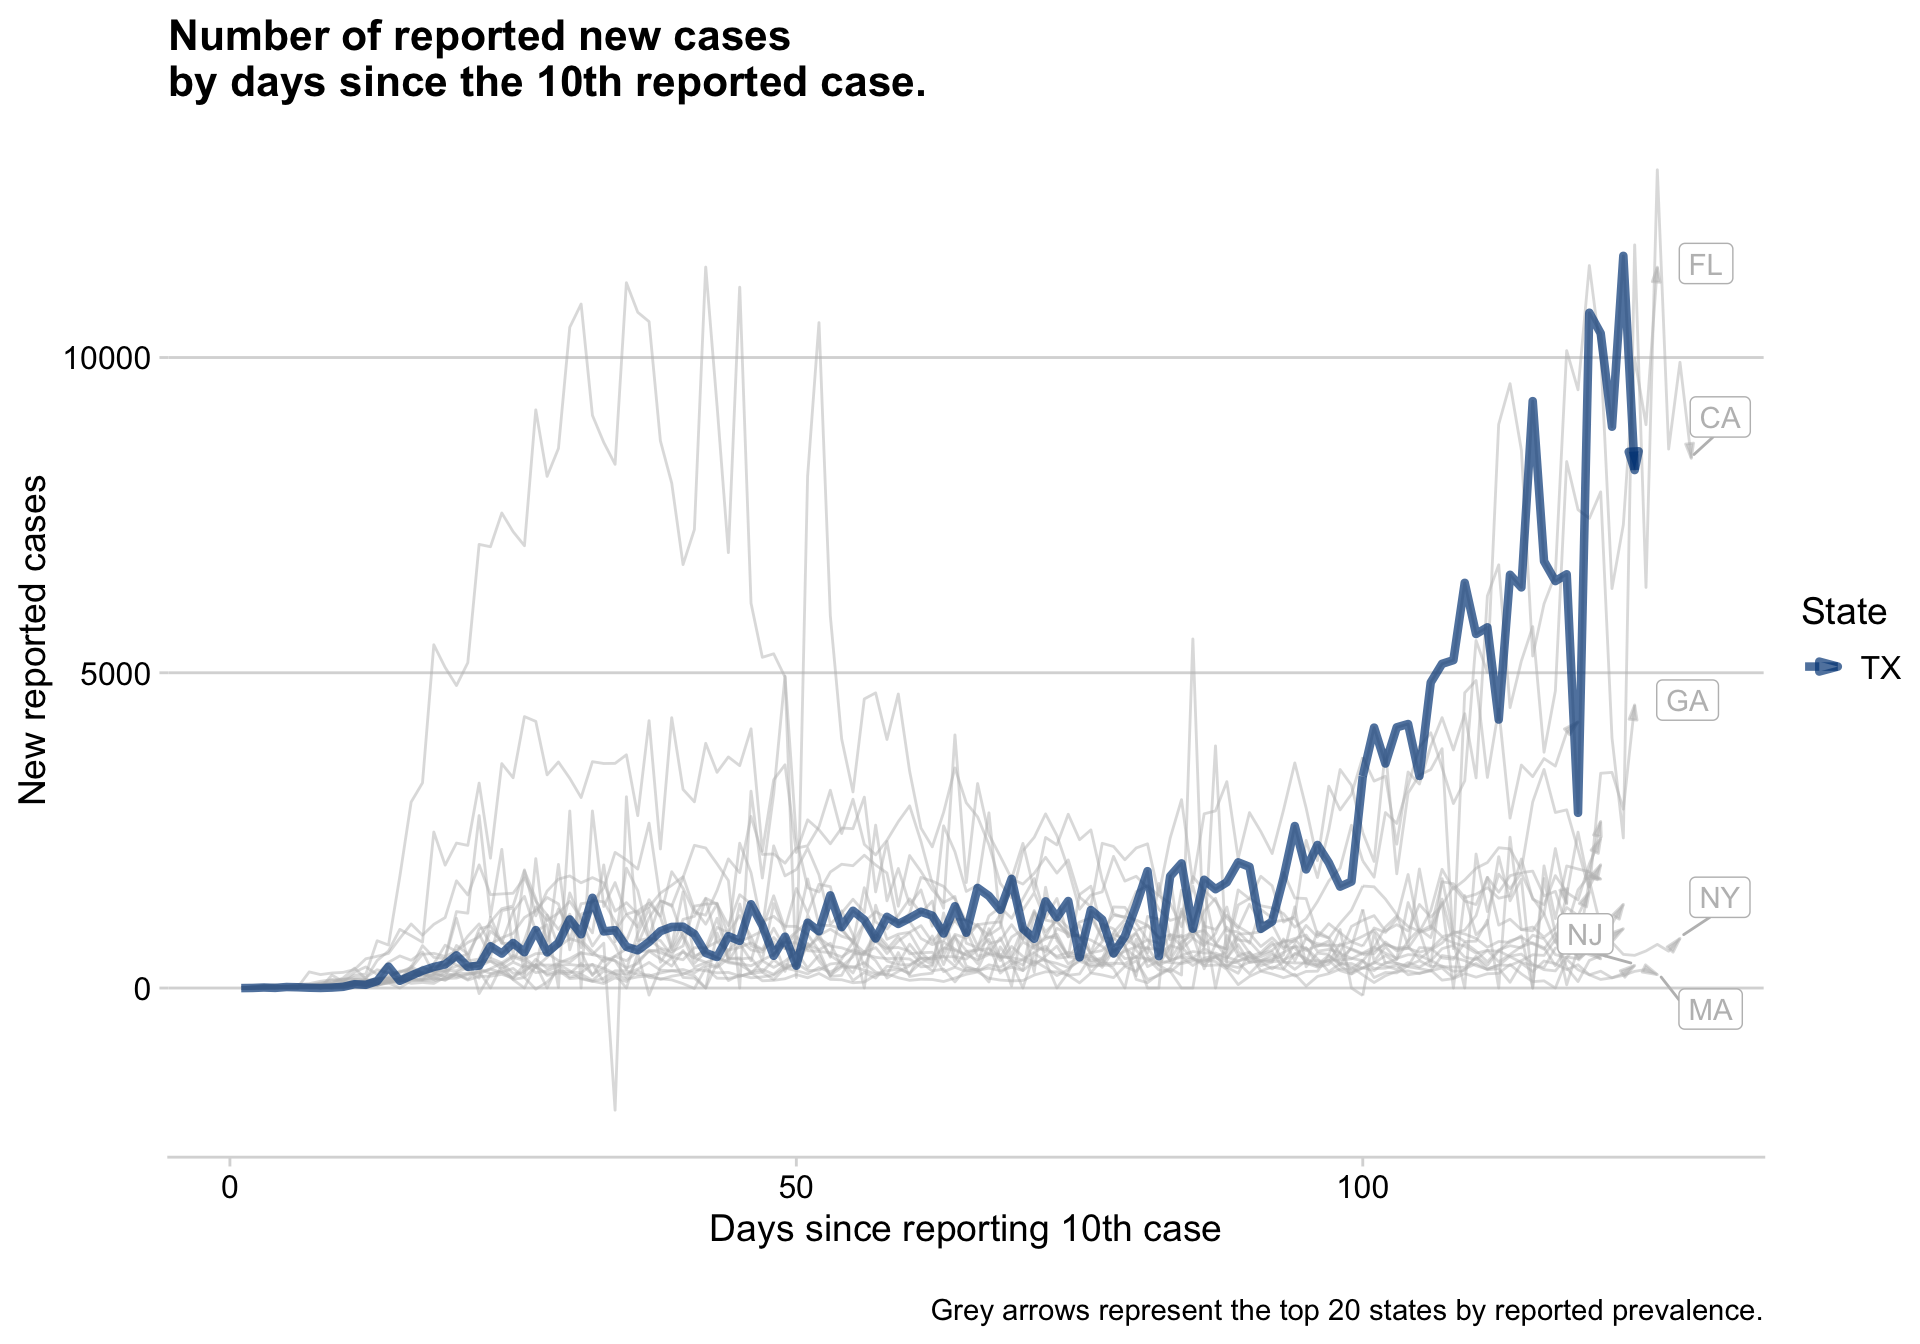 Number of reported new cases
by days since the 10th reported case.
New reported cases
10000
5000
0
FL
CA
GA
NY
NJ
MA
State
TX
0
50
100
Days since reporting 10th case
Grey arrows represent the top 20 states by reported prevalence.